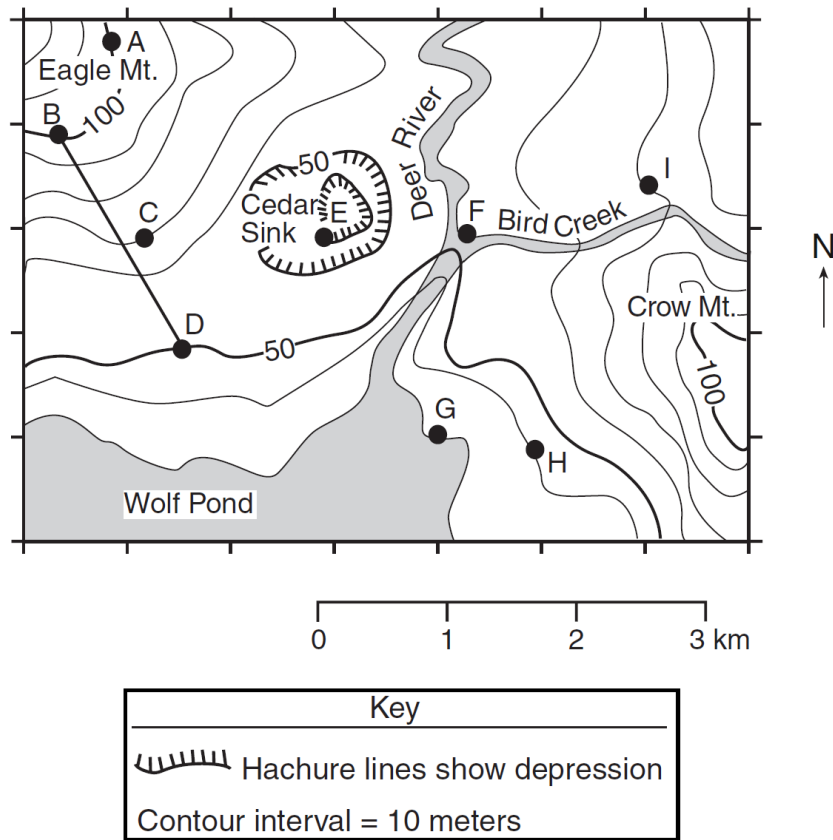 A
Eagle Mt.
B
100
Deer River
50
I
Cedar
Sink
E
C
F
Bird Creek
N
Crow Mt.
D
50
100
G
H
Wolf Pond
0 1 2 3 km
Key
Hachure lines show depression
Contour interval = 10 meters